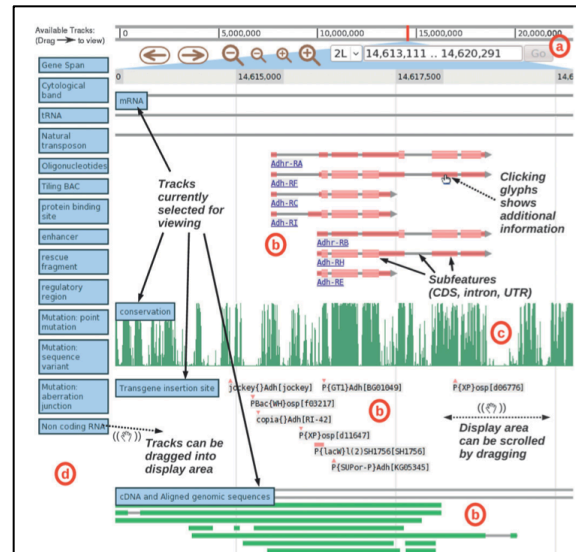 Available Tracks:
(Drag → to view)
0 5,000,000 10,000,000 15,000,000 20,000,000
2L 14,613,111 .. 14,620,291 Go
a
0 14,615,000 14,617,500 14,6
Gene Span
Cytological
band
tRNA
Natural
transposon
Oligonucleotides
Tiling BAC
protein binding
site
enhancer
rescue
fragment
regulatory
region
Mutation: point
mutation
Mutation:
sequence
variant
Mutation:
aberration
junction
Non coding RNA
mRNA
Tracks
currently
selected for
viewing
Adhr-RA
Adh-RF
Adh-RC
Adh-RI
b
Adhr-RB
Adh-RH
Adh-RE
Clicking
glyphs
shows
additional
information
Subfeatures
(CDS, intron, UTR)
conservation
c
Transgene insertion site
jockey{}Adh[jockey]
P{GT1}Adh[BG01049]
P{XP}osp[d06776]
PBac{WH}osp[f03217]
b
copia{}Adh[RI-42]
P{XP}osp[d11647]
P{lacW}l(2)SH1756[SH1756]
P{SUPor-P}Adh[KG05345]
((  ))
Display area
can be scrolled
by dragging
((  ))
Tracks can be
dragged into
display area
d
cDNA and Aligned genomic sequences
b